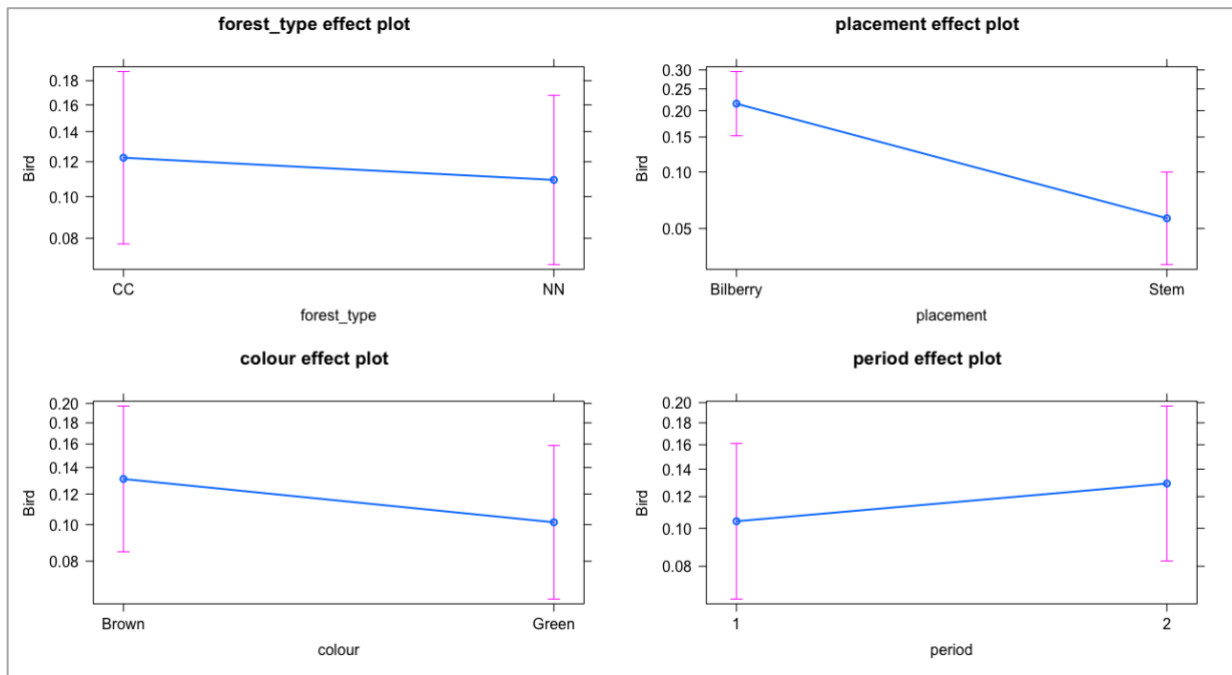 forest_type effect plot
0.18
0.16
0.14
0.12
0.10
0.08
Bird
CC
NN
forest_type
placement effect plot
0.30
0.25
0.20
0.15
0.10
0.05
Bird
Bilberry
Stem
placement
colour effect plot
0.20
0.18
0.16
0.14
0.12
0.10
0.08
Bird
Brown
Green
colour
period effect plot
0.20
0.18
0.16
0.14
0.12
0.10
0.08
Bird
1
2
period